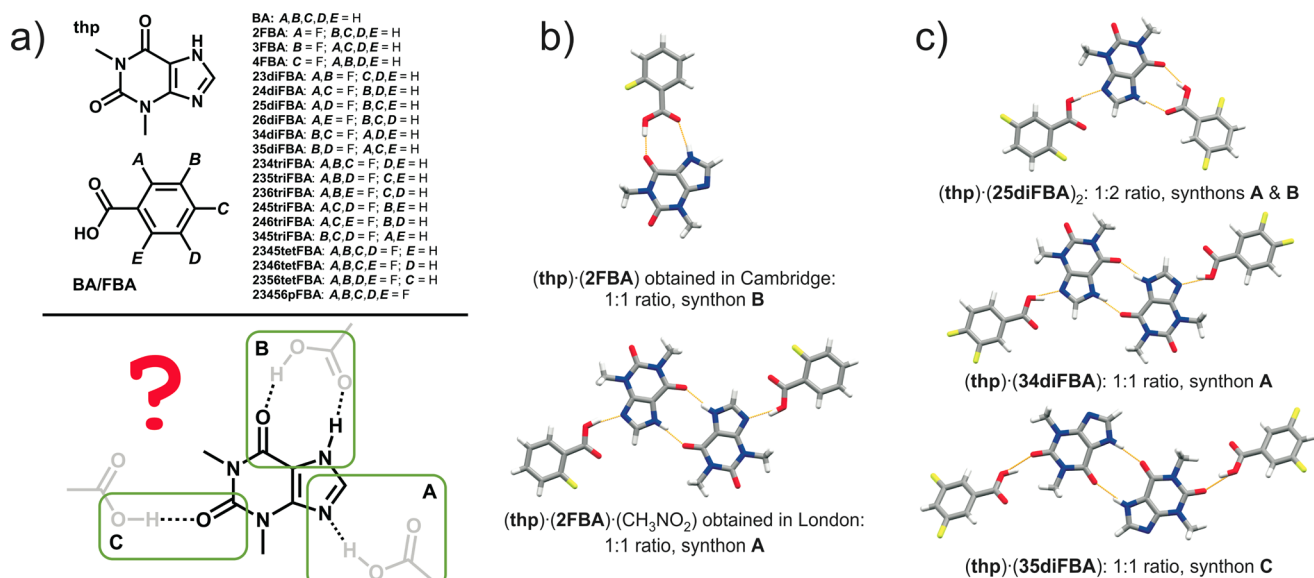 a)
thp
O
N
H
N
N
O
N
A
B
O
C
HO
E
D
BA/FBA
BA: A,B,C,D,E = H
2FBA: A = F; B,C,D,E = H
3FBA: B = F; A,C,D,E = H
4FBA: C = F; A,B,D,E = H
23diFBA: A,B = F; C,D,E = H
24diFBA: A,C = F; B,D,E = H
25diFBA: A,D = F; B,C,E = H
26diFBA: A,E = F; B,C,D = H
34diFBA: B,C = F; A,D,E = H
35diFBA: B,D = F; A,C,E = H
234triFBA: A,B,C = F; D,E = H
235triFBA: A,B,D = F; C,E = H
236triFBA: A,B,E = F; C,D = H
245triFBA: A,C,D = F; B,E = H
246triFBA: A,C,E = F; B,D = H
345triFBA: B,C,D = F; A,E = H
2345tetFBA: A,B,C,D = F; E = H
2346tetFBA: A,B,C,E = F; D = H
2356tetFBA: A,B,D,E = F; C = H
23456pFBA: A,B,C,D,E = F
?
B
H
O
O
O
H
N
N
A
O
O
H
O
N
N
C
H
O
O
b)
(thp)·(2FBA) obtained in Cambridge:
1:1 ratio, synthon B
(thp)·(2FBA)·(CH₃NO₂) obtained in London:
1:1 ratio, synthon A
c)
(thp)·(25diFBA)₂: 1:2 ratio, synthons A & B
(thp)·(34diFBA): 1:1 ratio, synthon A
(thp)·(35diFBA): 1:1 ratio, synthon C